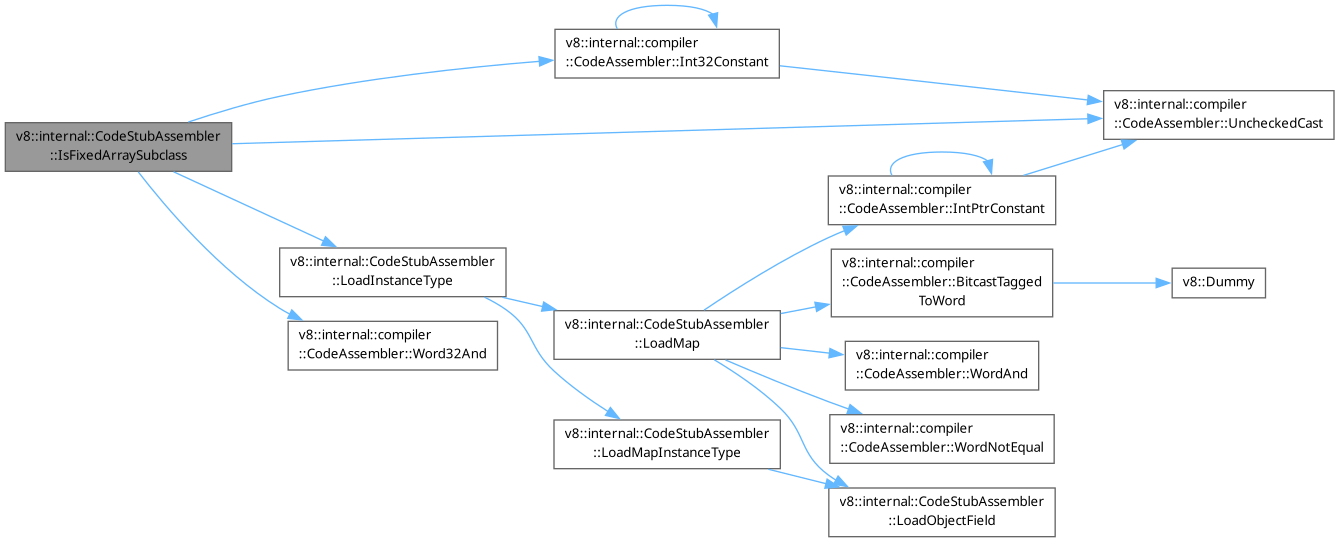 v8::internal::compiler
::CodeAssembler::Int32Constant
v8::internal::compiler
::CodeAssembler::UncheckedCast
v8::internal::CodeStubAssembler
::IsFixedArraySubclass
v8::internal::compiler
::CodeAssembler::IntPtrConstant
v8::internal::CodeStubAssembler
::LoadInstanceType
v8::internal::compiler
::CodeAssembler::BitcastTagged
ToWord
v8::Dummy
v8::internal::compiler
::CodeAssembler::Word32And
v8::internal::CodeStubAssembler
::LoadMap
v8::internal::compiler
::CodeAssembler::WordAnd
v8::internal::compiler
::CodeAssembler::WordNotEqual
v8::internal::CodeStubAssembler
::LoadMapInstanceType
v8::internal::CodeStubAssembler
::LoadObjectField